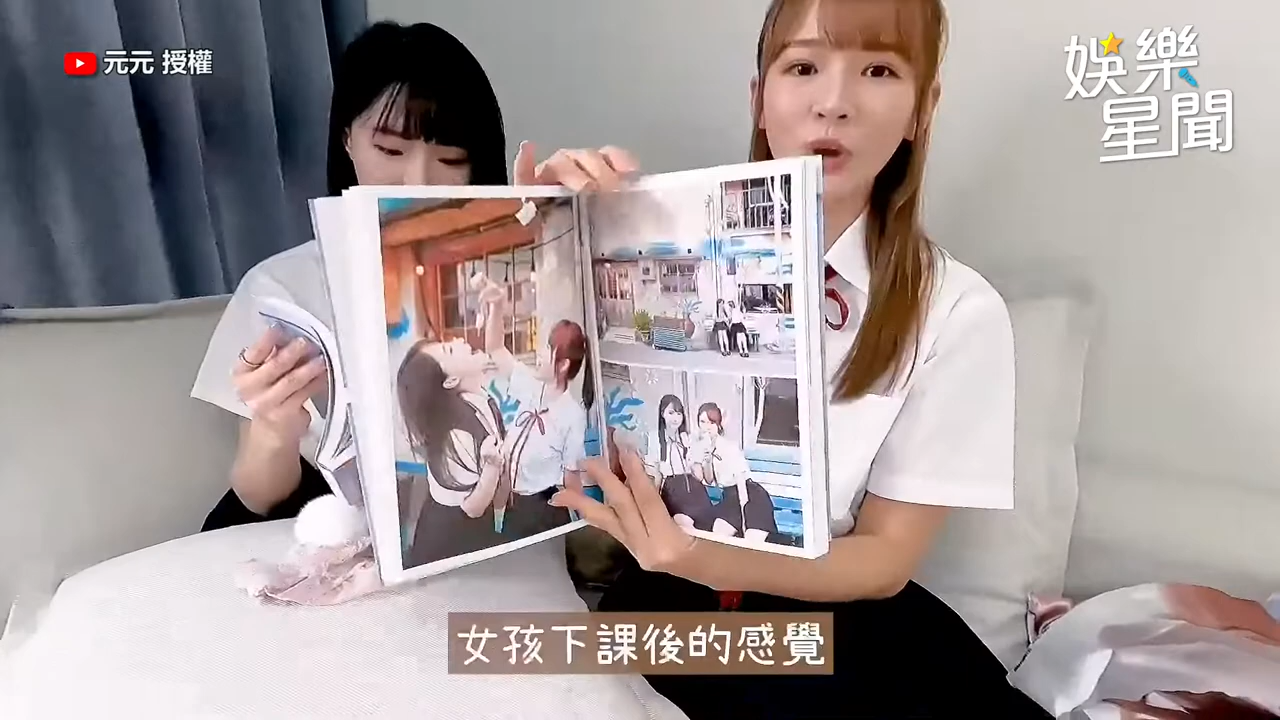 元元 授權
娛樂
星聞
女孩下課後的感覺